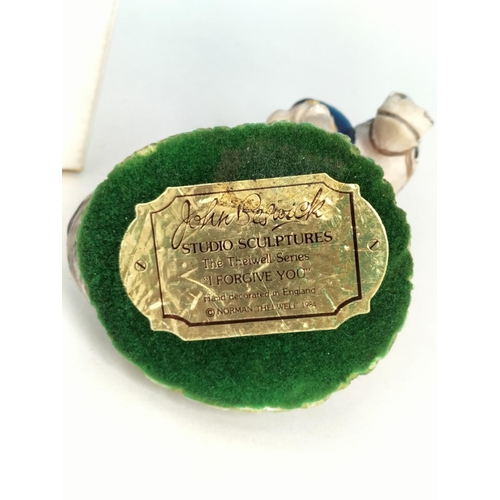 John Beswick
STUDIO SCULPTURES
The Thelwell Series
"I FORGIVE YOU"
Hand decorated in England
© NORMAN THELWELL 1984